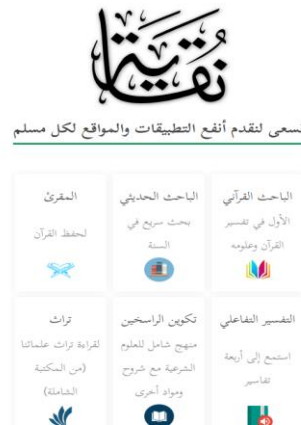 نُقاية
نسعى لنقدم أنفع التطبيقات والمواقع لكل مسلم
الباحث القرآني
الأول في تفسير
القرآن وعلومه
الباحث الحديثي
بحث سريع في
السنة
المقرئ
لحفظ القرآن
التفسير التفاعلي
استمع إلى أربعة
تفاسير
تكوين الراسخين
منهج شامل للعلوم
الشرعية مع شروح
ومواد أخرى
تراث
لقراءة تراث علمائنا
(من المكتبة
الشاملة)